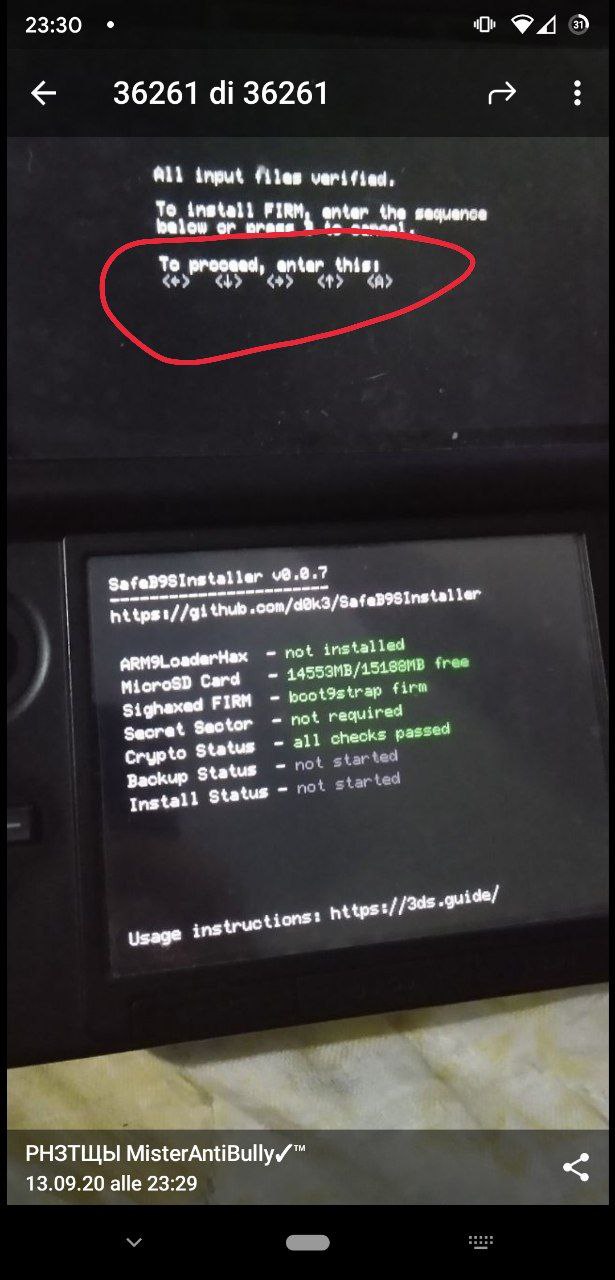 23:30
31
36261 di 36261
All input files verified.
To install FIRM, enter the sequence
below or press B to cancel.
To proceed, enter this:
<←> <↓> <→> <↑> <A>
SafeB9SInstaller v0.0.7
https://github.com/d0k3/SafeB9SInstaller
ARM9LoaderHax - not installed
MicroSD Card - 14553MB/15188MB free
Sighaxed FIRM - boot9strap firm
Secret Sector - not required
Crypto Status - all checks passed
Backup Status - not started
Install Status - not started
Usage instructions: https://3ds.guide/
РНЗТЩЫ MisterAntiBully✓™
13.09.20 alle 23:29